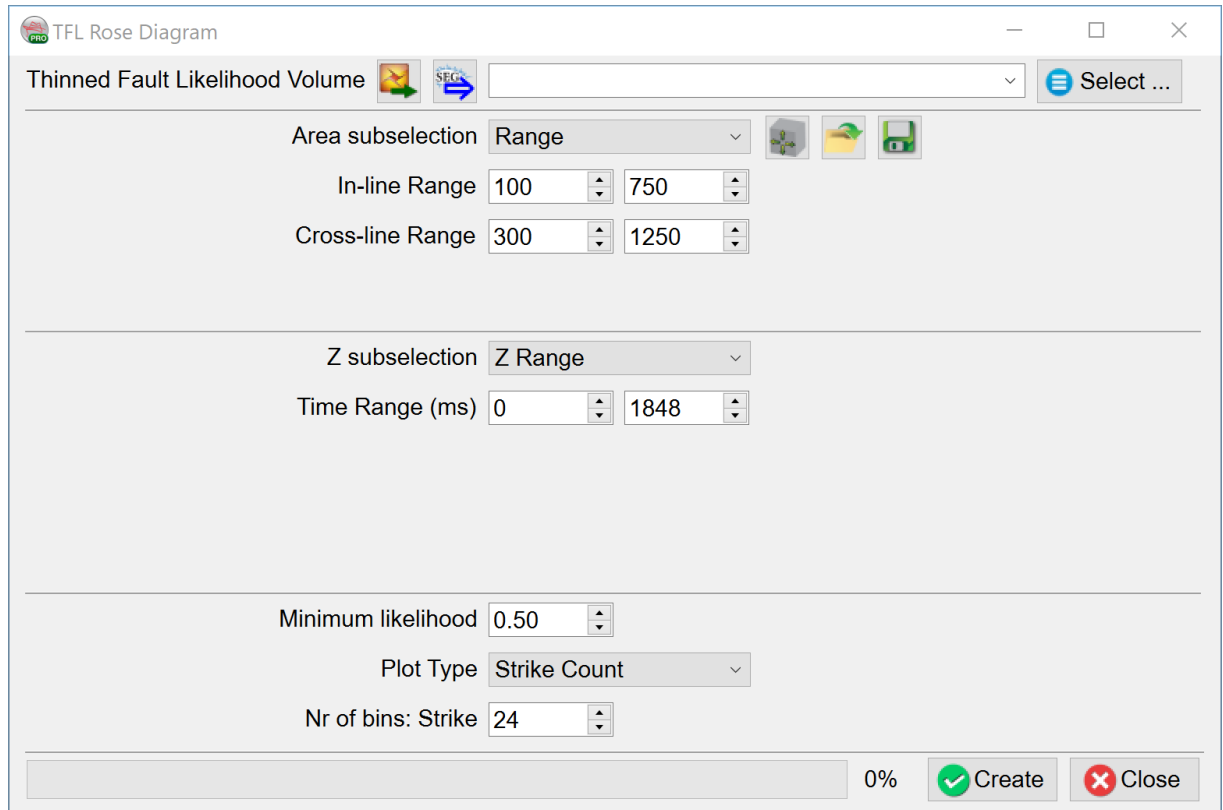 PRO TFL Rose Diagram
Thinned Fault Likelihood Volume SEG Select ...
Area subselection Range
In-line Range 100 750
Cross-line Range 300 1250
Z subselection Z Range
Time Range (ms) 0 1848
Minimum likelihood 0.50
Plot Type Strike Count
Nr of bins: Strike 24
0% Create Close